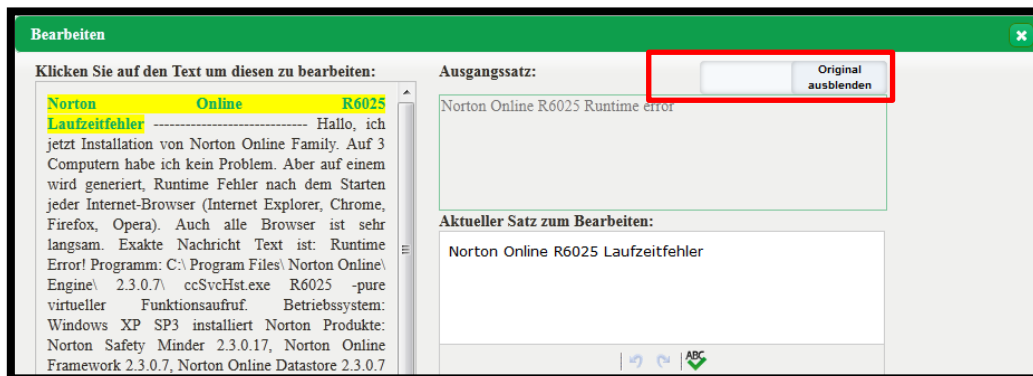 Bearbeiten
Klicken Sie auf den Text um diesen zu bearbeiten:
Norton Online R6025
Laufzeitfehler ---------------------------- Hallo, ich
jetzt Installation von Norton Online Family. Auf 3
Computern habe ich kein Problem. Aber auf einem
wird generiert, Runtime Fehler nach dem Starten
jeder Internet-Browser (Internet Explorer, Chrome,
Firefox, Opera). Auch alle Browser ist sehr
langsam. Exakte Nachricht Text ist: Runtime
Error! Programm: C:\ Program Files\ Norton Online\
Engine\ 2.3.0.7\ ccSvcHst.exe R6025 -pure
virtueller Funktionsaufruf. Betriebssystem:
Windows XP SP3 installiert Norton Produkte:
Norton Safety Minder 2.3.0.17, Norton Online
Framework 2.3.0.7, Norton Online Datastore 2.3.0.7
Ausgangssatz:
Original
ausblenden
Norton Online R6025 Runtime error
Aktueller Satz zum Bearbeiten:
Norton Online R6025 Laufzeitfehler
ABC